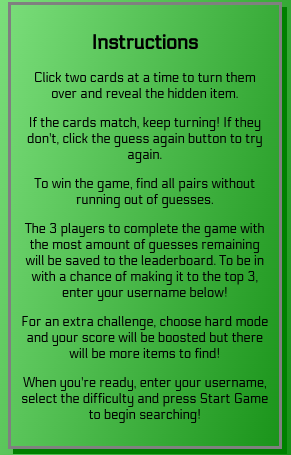 Instructions
Click two cards at a time to turn them
over and reveal the hidden item.
If the cards match, keep turning! If they
don't, click the guess again button to try
again.
To win the game, find all pairs without
running out of guesses.
The 3 players to complete the game with
the most amount of guesses remaining
will be saved to the leaderboard. To be in
with a chance of making it to the top 3,
enter your username below!
For an extra challenge, choose hard mode
and your score will be boosted but there
will be more items to find!
When you're ready, enter your username,
select the difficulty and press Start Game
to begin searching!